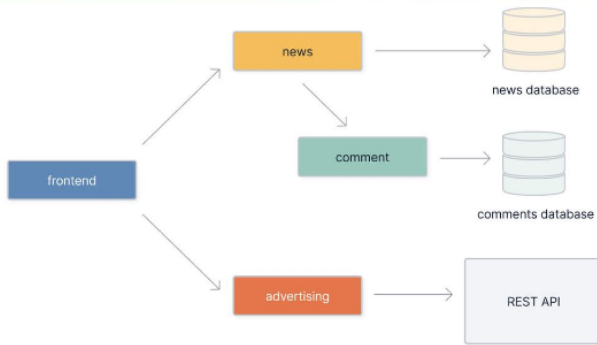 news
news database
comment
frontend
comments database
advertising
REST API